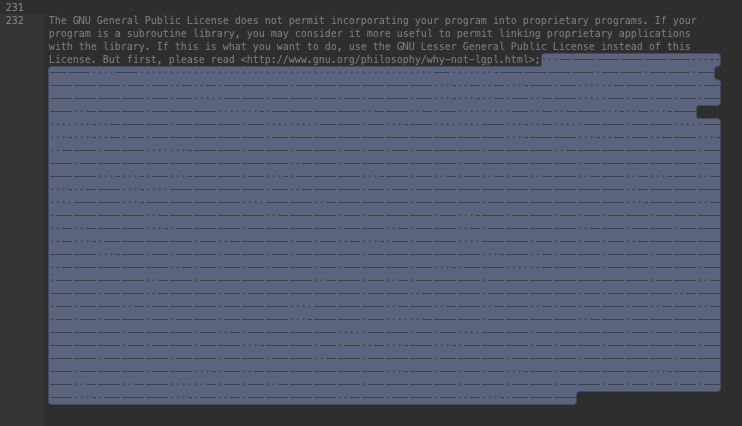 231
232 The GNU General Public License does not permit incorporating your program into proprietary programs. If your
program is a subroutine library, you may consider it more useful to permit linking proprietary applications
with the library. If this is what you want to do, use the GNU Lesser General Public License instead of this
License. But first, please read <http://www.gnu.org/philosophy/why-not-lgpl.html>;